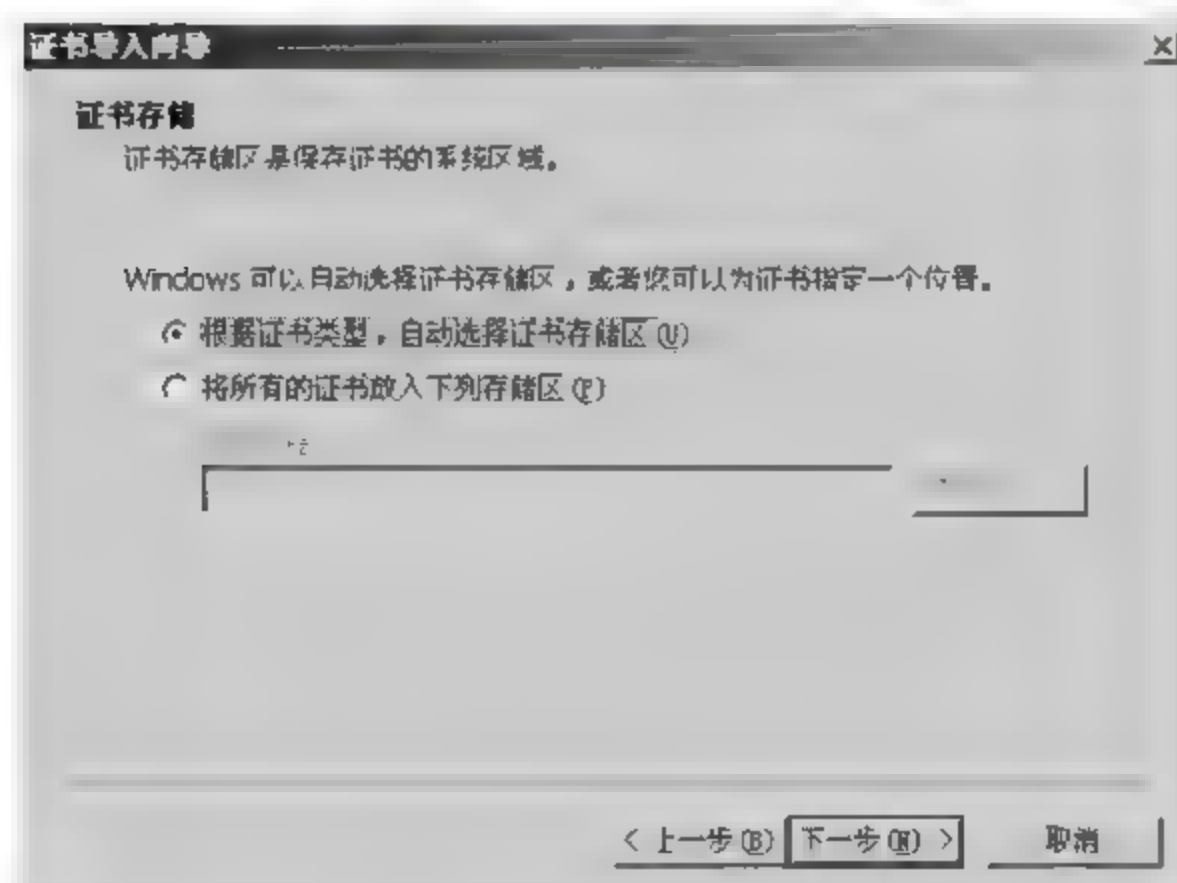 证书导入向导
证书存储
证书存储区是保存证书的系统区域。
Windows 可以自动选择证书存储区，或者您可以为证书指定一个位置。
根据证书类型，自动选择证书存储区(U)
将所有的证书放入下列存储区(P)
< 上一步(B) 下一步(N) > 取消